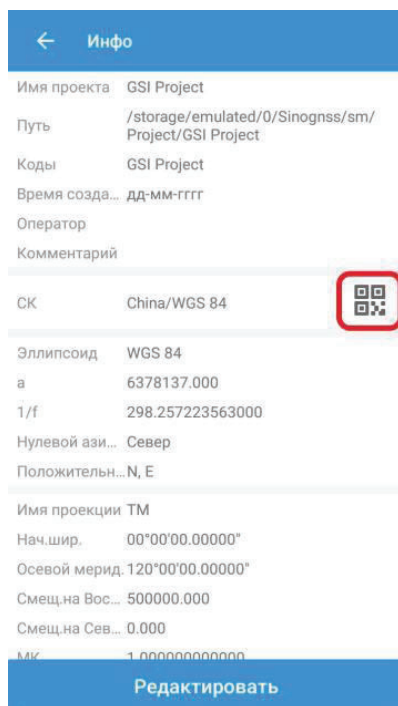 Инфо
Имя проекта GSI Project
Путь /storage/emulated/0/Sinognss/sm/
Project/GSI Project
Коды GSI Project
Время созда... дд-мм-гггг
Оператор
Комментарий
СК China/WGS 84
Эллипсоид WGS 84
a 6378137.000
1/f 298.257223563000
Нулевой ази... Север
Положительн... N, E
Имя проекции TM
Нач.шир. 00°00'00.00000"
Осевой мерид. 120°00'00.00000"
Смещ.на Вос... 500000.000
Смещ.на Сев... 0.000
МК 1.000000000000
Редактировать